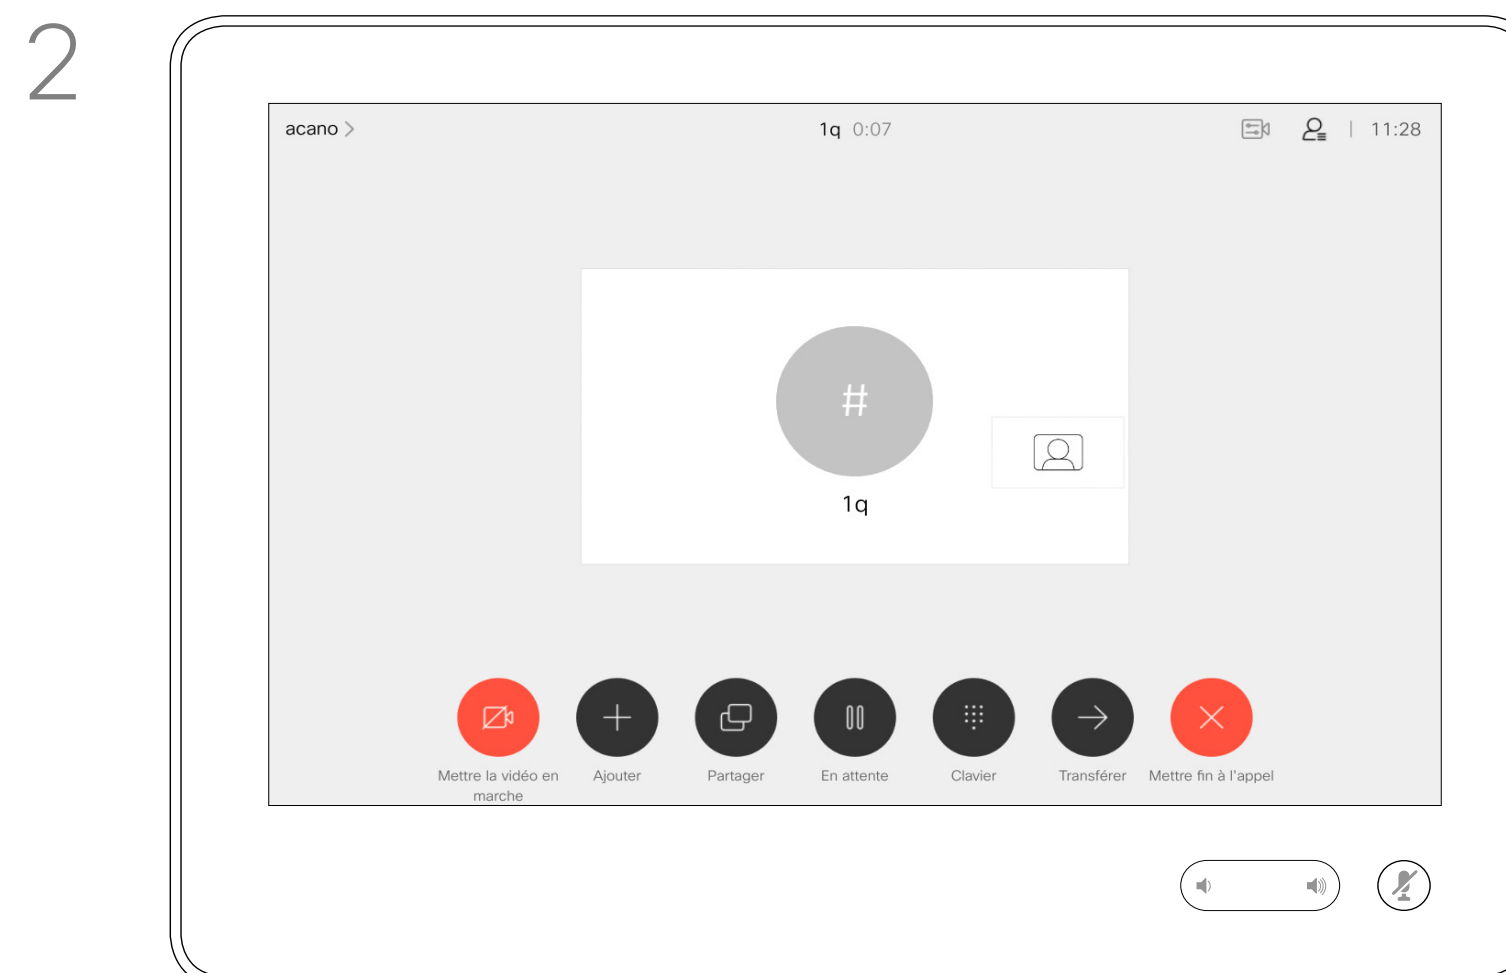 2
acano
1q 0:07
11:28
#
1q
Mettre la vidéo en
marche
Ajouter
Partager
En attente
Clavier
Transférer
Mettre fin à l'appel